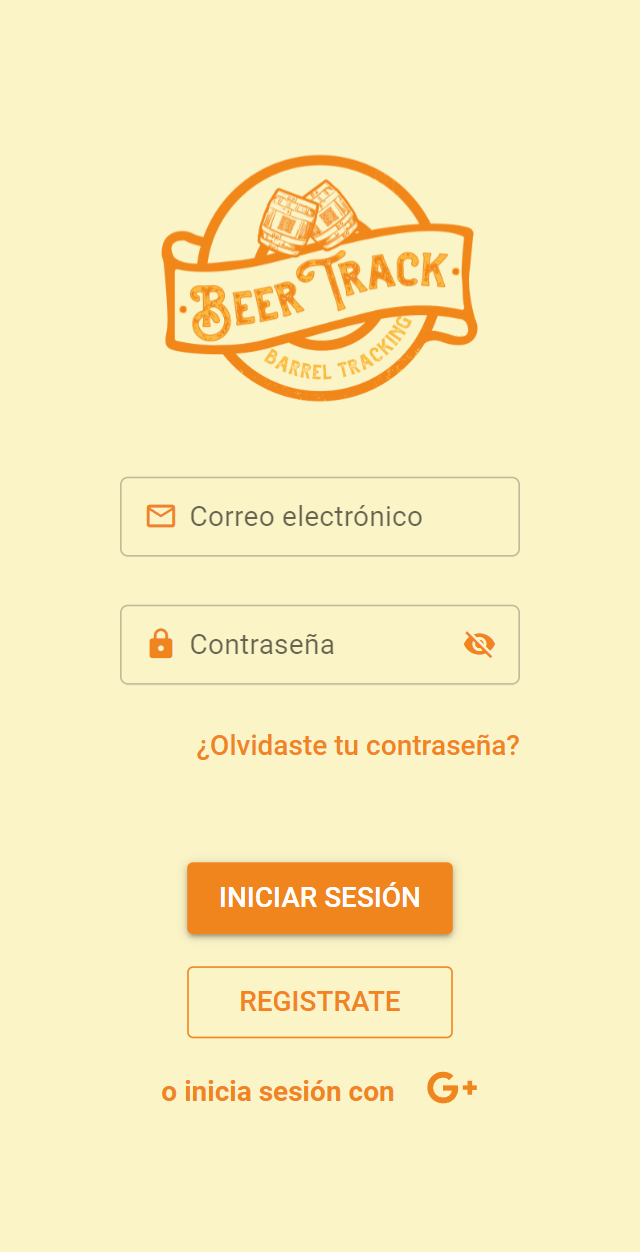 BEER TRACK
BARREL TRACKING
Correo electrónico
Contraseña
¿Olvidaste tu contraseña?
INICIAR SESIÓN
REGISTRATE
o inicia sesión con G+